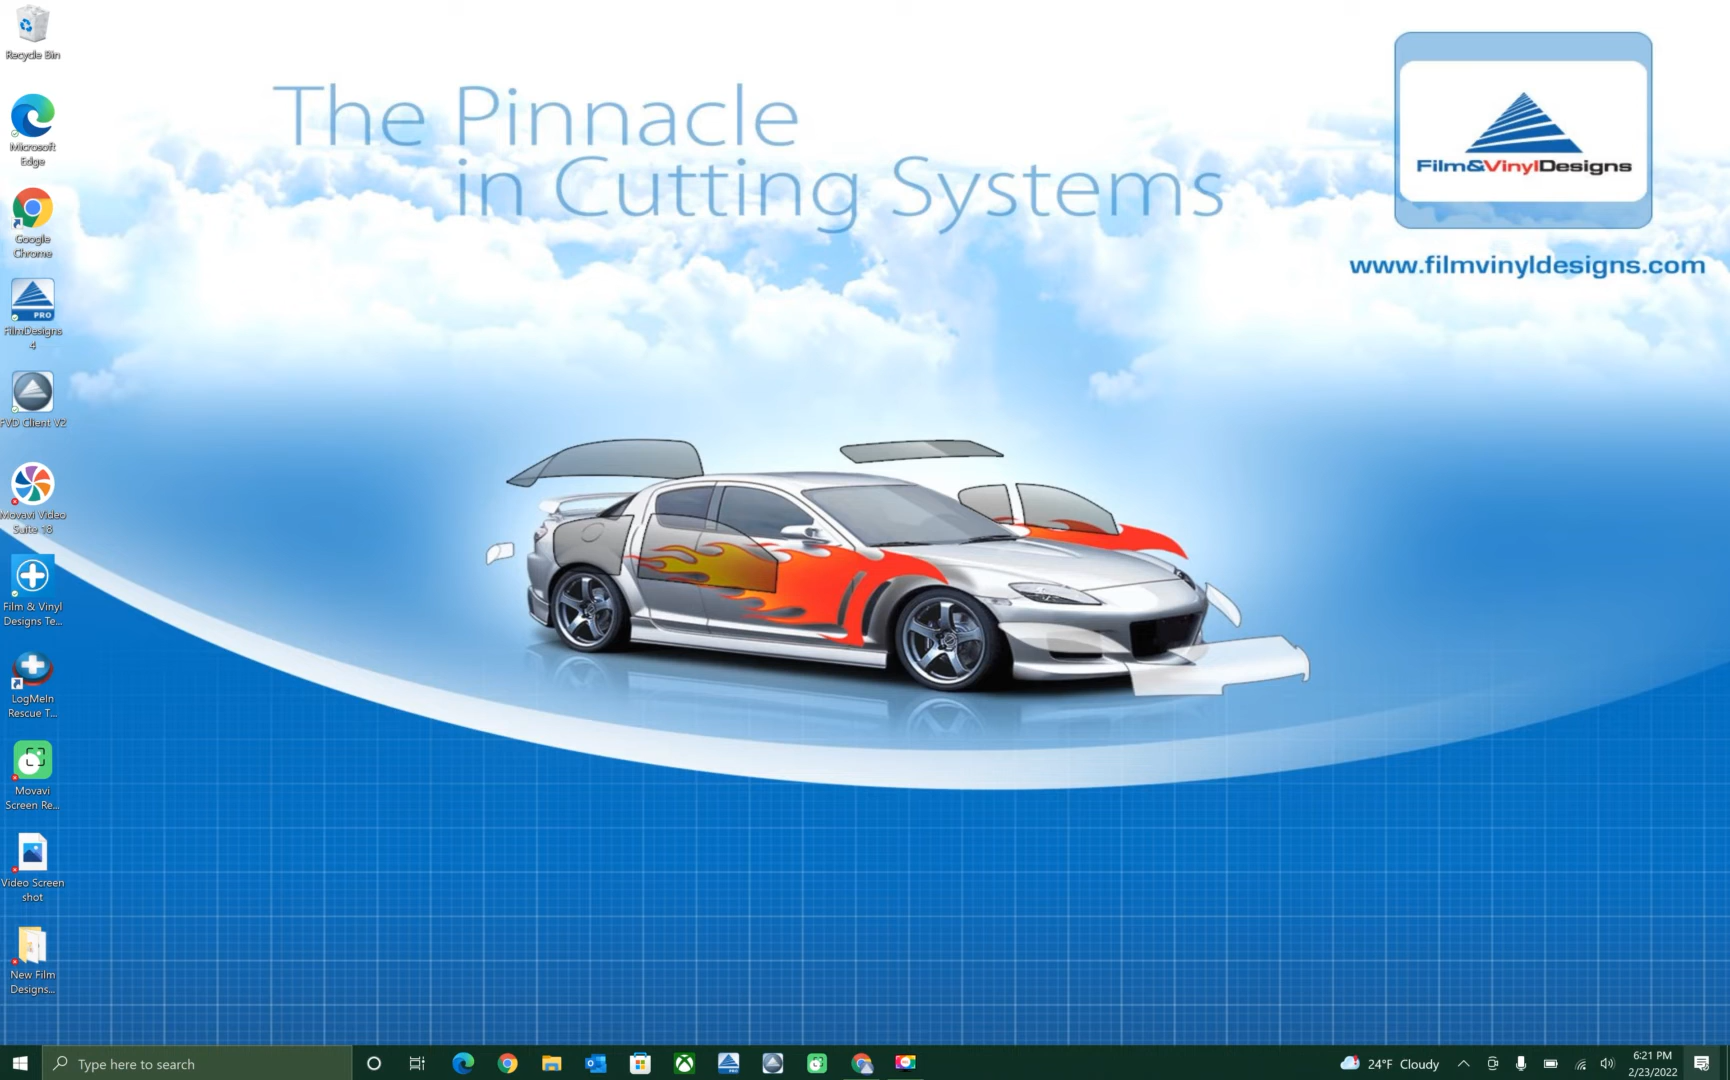 The Pinnacle
in Cutting Systems
Film&VinylDesigns
www.filmvinyldesigns.com
Recycle Bin
Microsoft
Edge
Google
Chrome
PRO
FilmDesigns
4
FVD Client V2
Movavi Video
Suite 18
Film & Vinyl
Designs Te...
LogMeIn
Rescue T...
Movavi
Screen Re...
Video Screen
shot
New Film
Designs...
Type here to search
24°F Cloudy
6:21 PM
2/23/2022